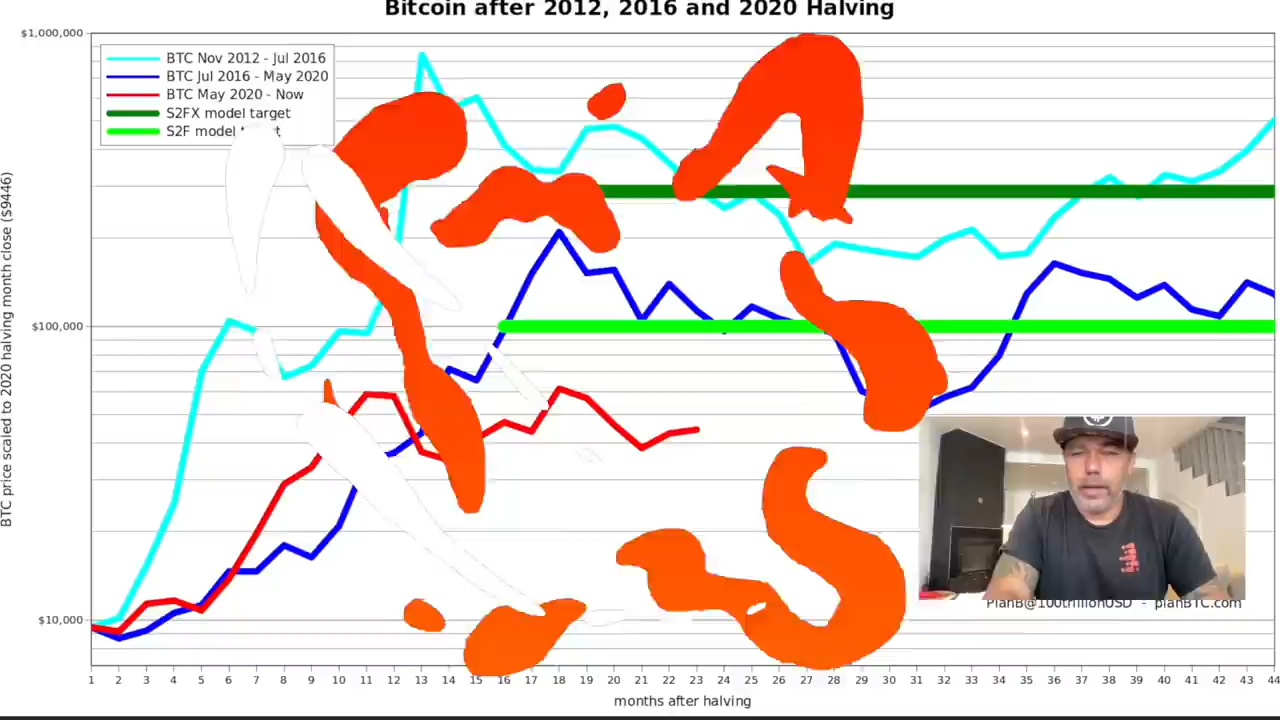 Bitcoin after 2012, 2016 and 2020 Halving
$1,000,000
BTC Nov 2012 - Jul 2016
BTC Jul 2016 - May 2020
BTC May 2020 - Now
S2FX model target
S2F model
$100,000
$10,000
BTC price scaled to 2020 halving month close ($9446)
PlanB@100trillionUSD - planBTC.com
1 2 3 4 5 6 7 8 9 10 11 12 13 14 15 16 17 18 19 20 21 22 23 24 25 26 27 28 29 30 31 32 33 34 35 36 37 38 39 40 41 42 43 44
months after halving